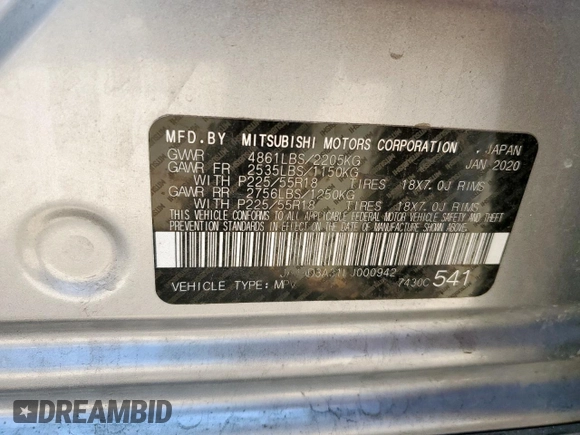 MFD.BY MITSUBISHI MOTORS CORPORATION , JAPAN
GVWR 4861LBS/2205KG JAN 2020
GAWR FR 2535LBS/1150KG
WITH P225/55R18 TIRES 18X7.0J RIMS
GAWR RR 2756LBS/1250KG
WITH P225/55R18 TIRES 18X7.0J RIMS
THIS VEHICLE CONFORMS TO ALL APPLICABLE FEDERAL MOTOR VEHICLE SAFETY AND THEFT
PREVENTION STANDARDS IN EFFECT ON THE DATE OF MANUFACTURE SHOWN ABOVE.
J000942
VEHICLE TYPE: MPV 7430C 541
DREAMBID